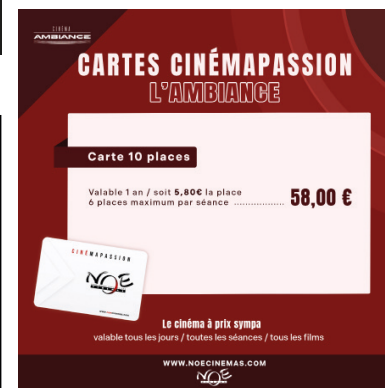 CINÉMA
AMBIANCE
CARTES CINÉMAPASSION
L'AMBIANCE
Carte 10 places
Valable 1 an / soit 5,80€ la place
6 places maximum par séance .................. 58,00 €
CINÉMAPASSION
NOE
Le cinéma à prix sympa
valable tous les jours / toutes les séances / tous les films
WWW.NOECINEMAS.COM
NOE